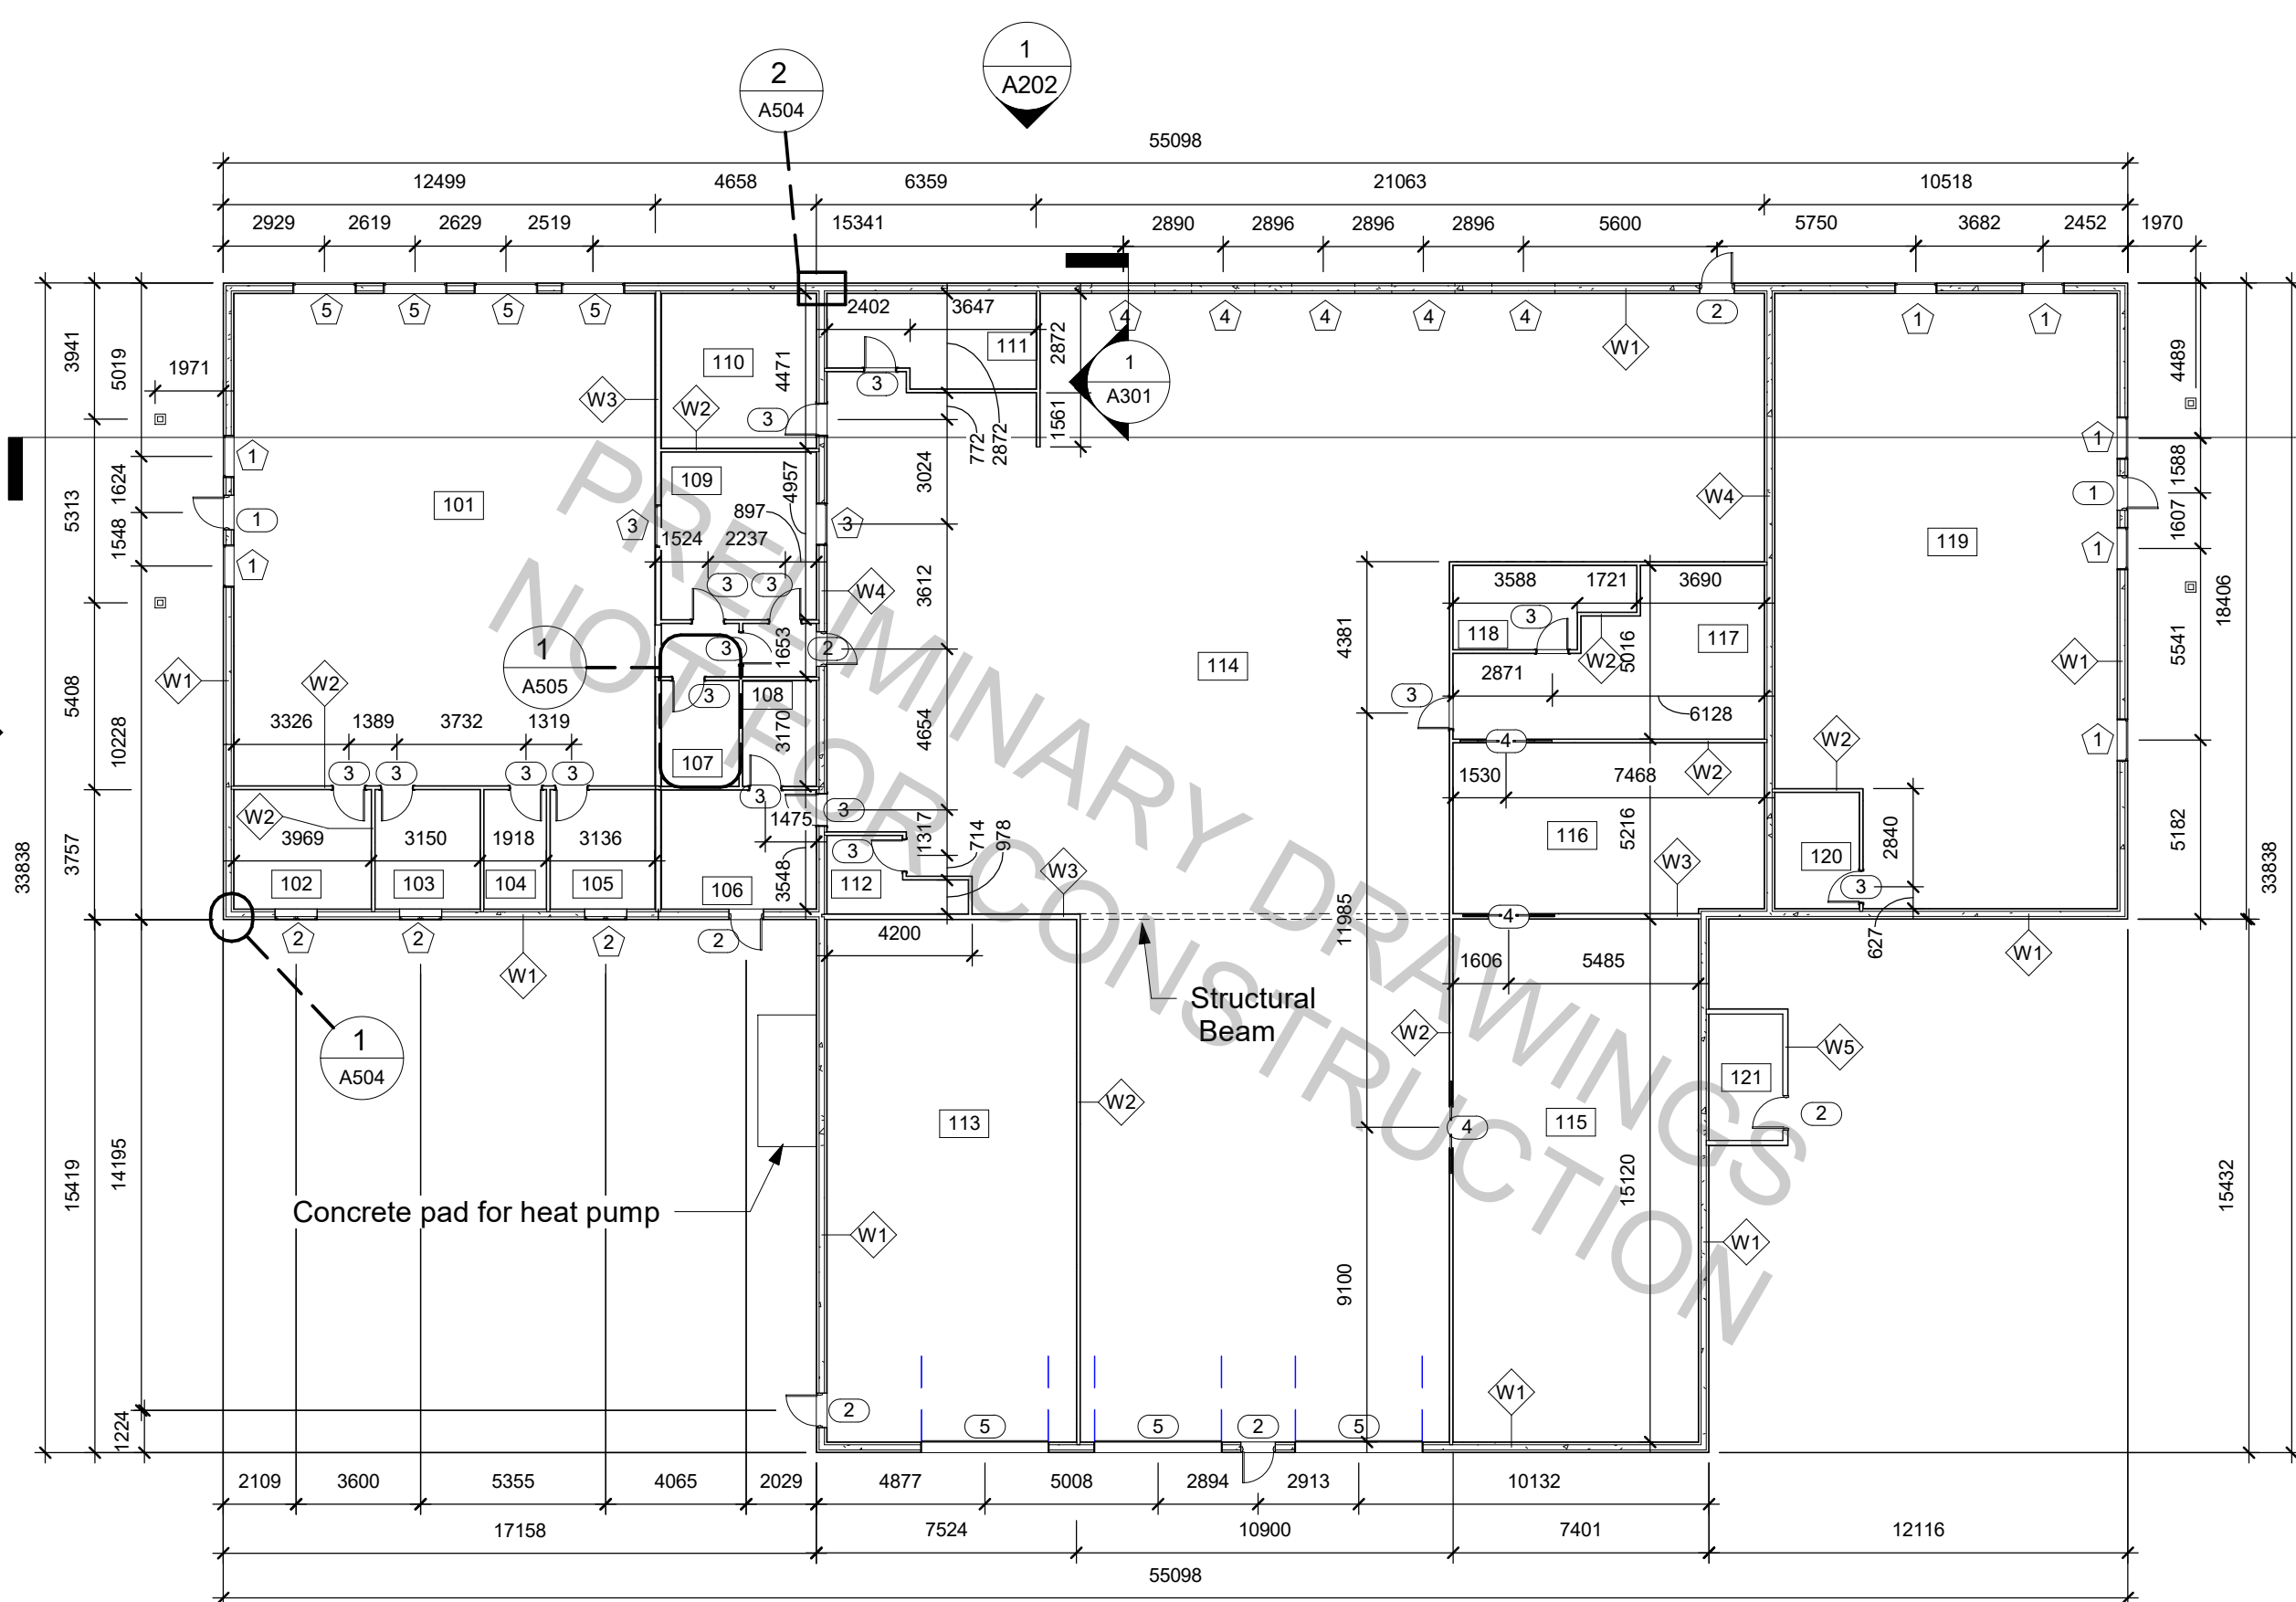 1
A202
2
A504
55098
12499 4658 6359 21063 10518
2929 2619 2629 2519 15341 2890 2896 2896 2896 5600 5750 3682 2452 1970
5 5 5 5 2402 3647 4 4 4 4 4 2 1 1
3941 5019 1971 110 4471 111 2872 1 W1 4489
3 A301
W3 W2 3 1561
772 2872
1 1
101 109 4957 3024 W4 1588
5313 1624 1 3 897 3 1 119
1548 1524 2237 1607
1 3 3 1
W4 3612 3588 1721 3690 18406
PRELIMINARY DRAWINGS
NOT FOR CONSTRUCTION
1 3 1653 2 114 4381 118 3 W2 5016 117 5541
A505
W1 W2 3 108 2871 W1
5408 10228 3170 4654 3 6128
3326 1389 3732 1319 4 W2 1
3 3 3 3 107 3 1530 7468 W2
W2 3969 3150 1918 3136 1475 3 1317 714 978 116 5216 2840 5182
33838 3757 3 W3 W3 120 33838
102 103 104 105 106 3548 112 3
2 2 2 2 4 627
4200 11985 W1
W1 1606 5485
Structural
Beam
1
A504
W2 W2 W5
113 121
4 115 2
15419 14195 15120 15432
Concrete pad for heat pump
W1 W1
9100
W1
1224 2
5 5 2 5
2109 3600 5355 4065 2029 4877 5008 2894 2913 10132
17158 7524 10900 7401 12116
55098